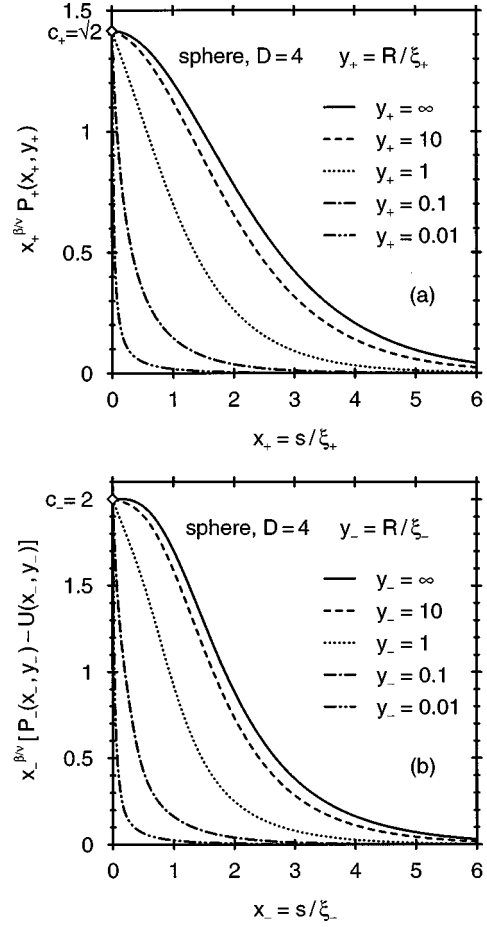 1.5
c₊=√2
1
0.5
0
x₊^β/ν P₊(x₊, y₊)
sphere, D = 4 y₊ = R / ξ₊
y₊ = ∞
y₊ = 10
y₊ = 1
y₊ = 0.1
y₊ = 0.01
(a)
0 1 2 3 4 5 6
x₊ = s / ξ₊
c₋= 2
1.5
1
0.5
0
x₋^β/ν [ P₋(x₋, y₋) − U(x₋, y₋)]
sphere, D = 4 y₋ = R / ξ₋
y₋ = ∞
y₋ = 10
y₋ = 1
y₋ = 0.1
y₋ = 0.01
(b)
0 1 2 3 4 5 6
x₋ = s / ξ₋